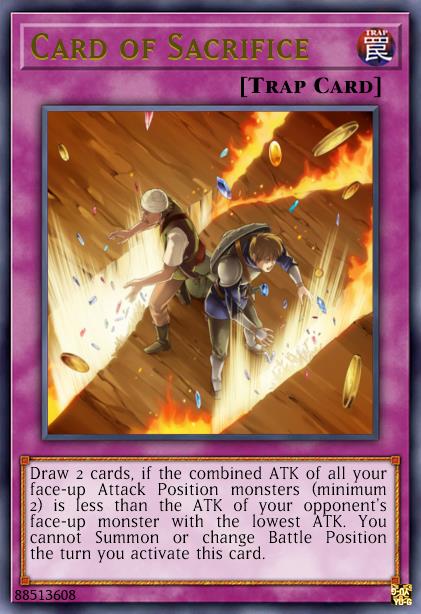 CARD OF SACRIFICE
TRAP
罠
[TRAP CARD]
Draw 2 cards, if the combined ATK of all your
face-up Attack Position monsters (minimum
2) is less than the ATK of your opponent's
face-up monster with the lowest ATK. You
cannot Summon or change Battle Position
the turn you activate this card.
88513608